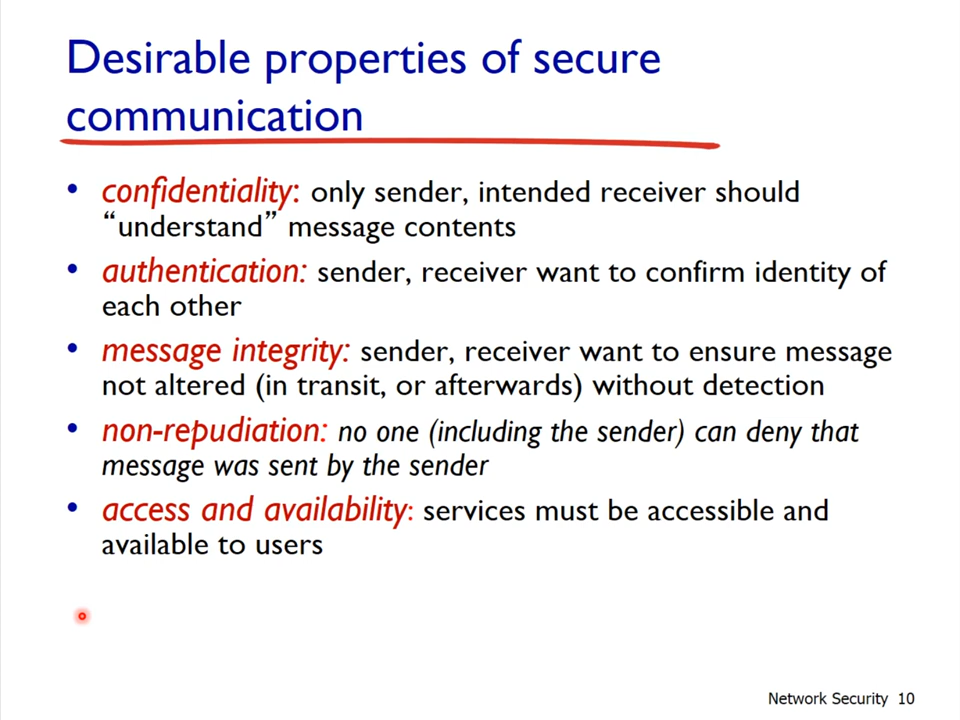 Desirable properties of secure
communication
• confidentiality: only sender, intended receiver should
“understand” message contents
• authentication: sender, receiver want to confirm identity of
each other
• message integrity: sender, receiver want to ensure message
not altered (in transit, or afterwards) without detection
• non-repudiation: no one (including the sender) can deny that
message was sent by the sender
• access and availability: services must be accessible and
available to users
Network Security 10